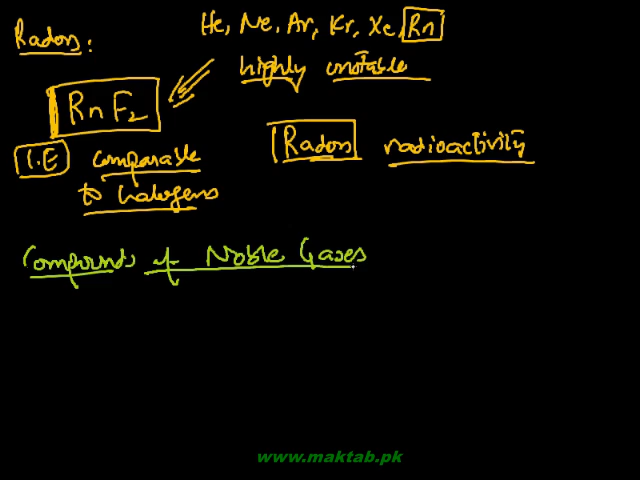 Radon:
He, Ne, Ar, Kr, Xe, Rn
highly unstable
RnF₂
I.E comparable to halogens
Radon radioactivity
Compounds of Noble Gases
www.maktab.pk